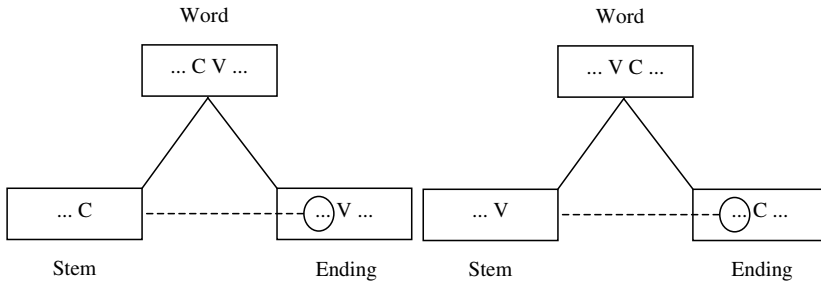 Word
Word
... C V ...
... V C ...
... C
... V ...
... V
... C ...
Stem
Ending
Stem
Ending